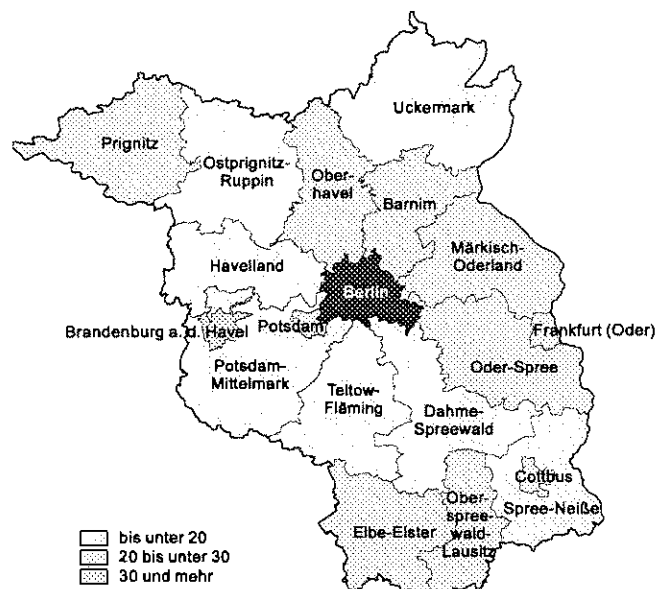 Uckermark
Prignitz
Ostprignitz-
Ruppin
Ober-
havel
Barnim
Märkisch-
Oderland
Havelland
Berlin
Brandenburg a. d. Havel
Potsdam
Frankfurt (Oder)
Potsdam-
Mittelmark
Oder-Spree
Teltow-
Fläming
Dahme-
Spreewald
Cottbus
Spree-Neiße
Elbe-Elster
Ober-
spree-
wald-
Lausitz
bis unter 20
20 bis unter 30
30 und mehr